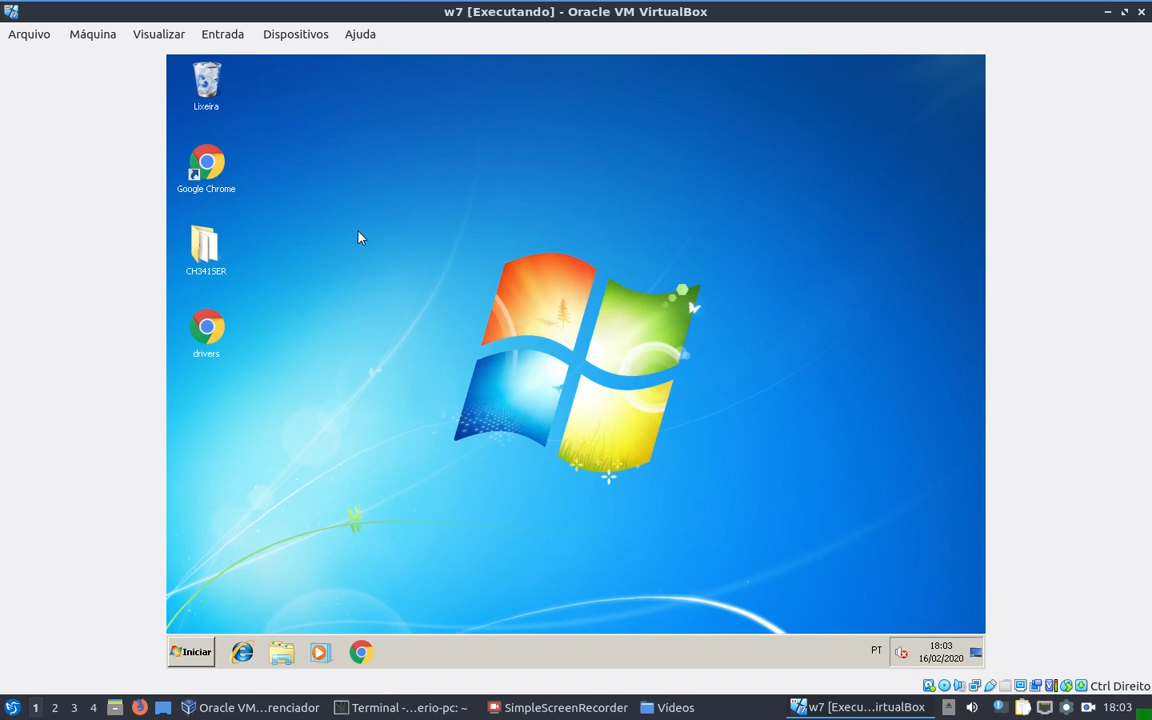 w7 [Executando] - Oracle VM VirtualBox
Arquivo Máquina Visualizar Entrada Dispositivos Ajuda
Lixeira
Google Chrome
CH341SER
drivers
Iniciar
PT
18:03
16/02/2020
Ctrl Direito
1 2 3 4
Oracle VM...renciador
Terminal -...erio-pc: ~
SimpleScreenRecorder
Vídeos
w7 [Execu...irtualBox
18:03